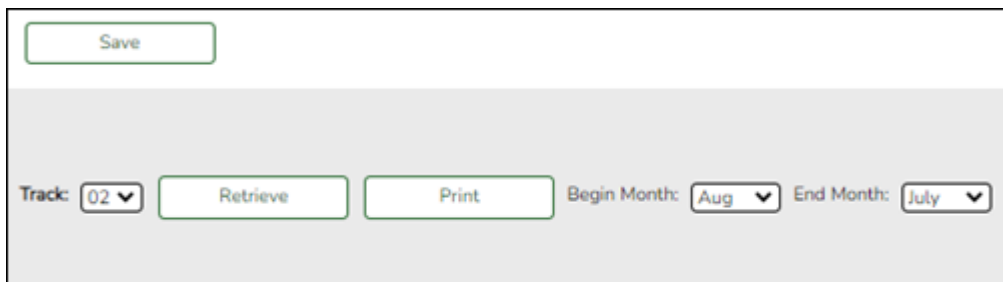 Save
Track: 02 Retrieve Print Begin Month: Aug End Month: July